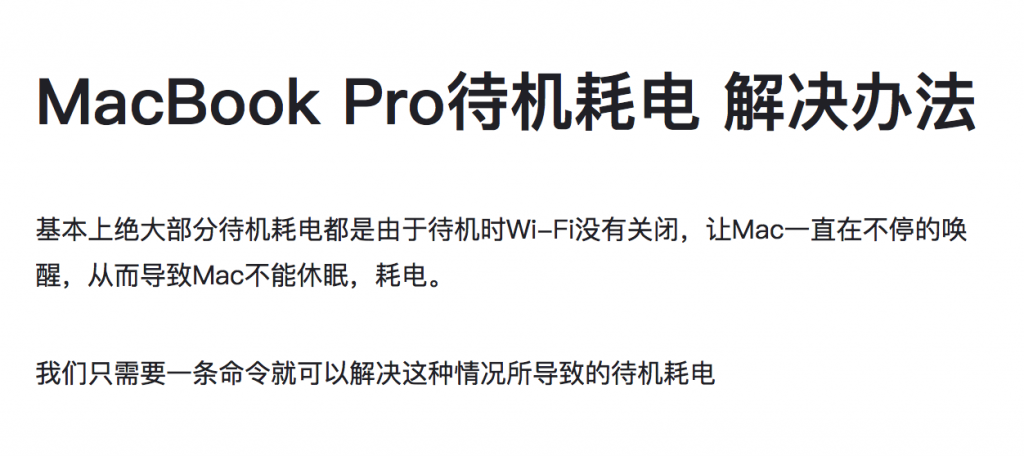 MacBook Pro待机耗电 解决办法
基本上绝大部分待机耗电都是由于待机时Wi-Fi没有关闭，让Mac一直在不停的唤
醒，从而导致Mac不能休眠，耗电。
我们只需要一条命令就可以解决这种情况所导致的待机耗电